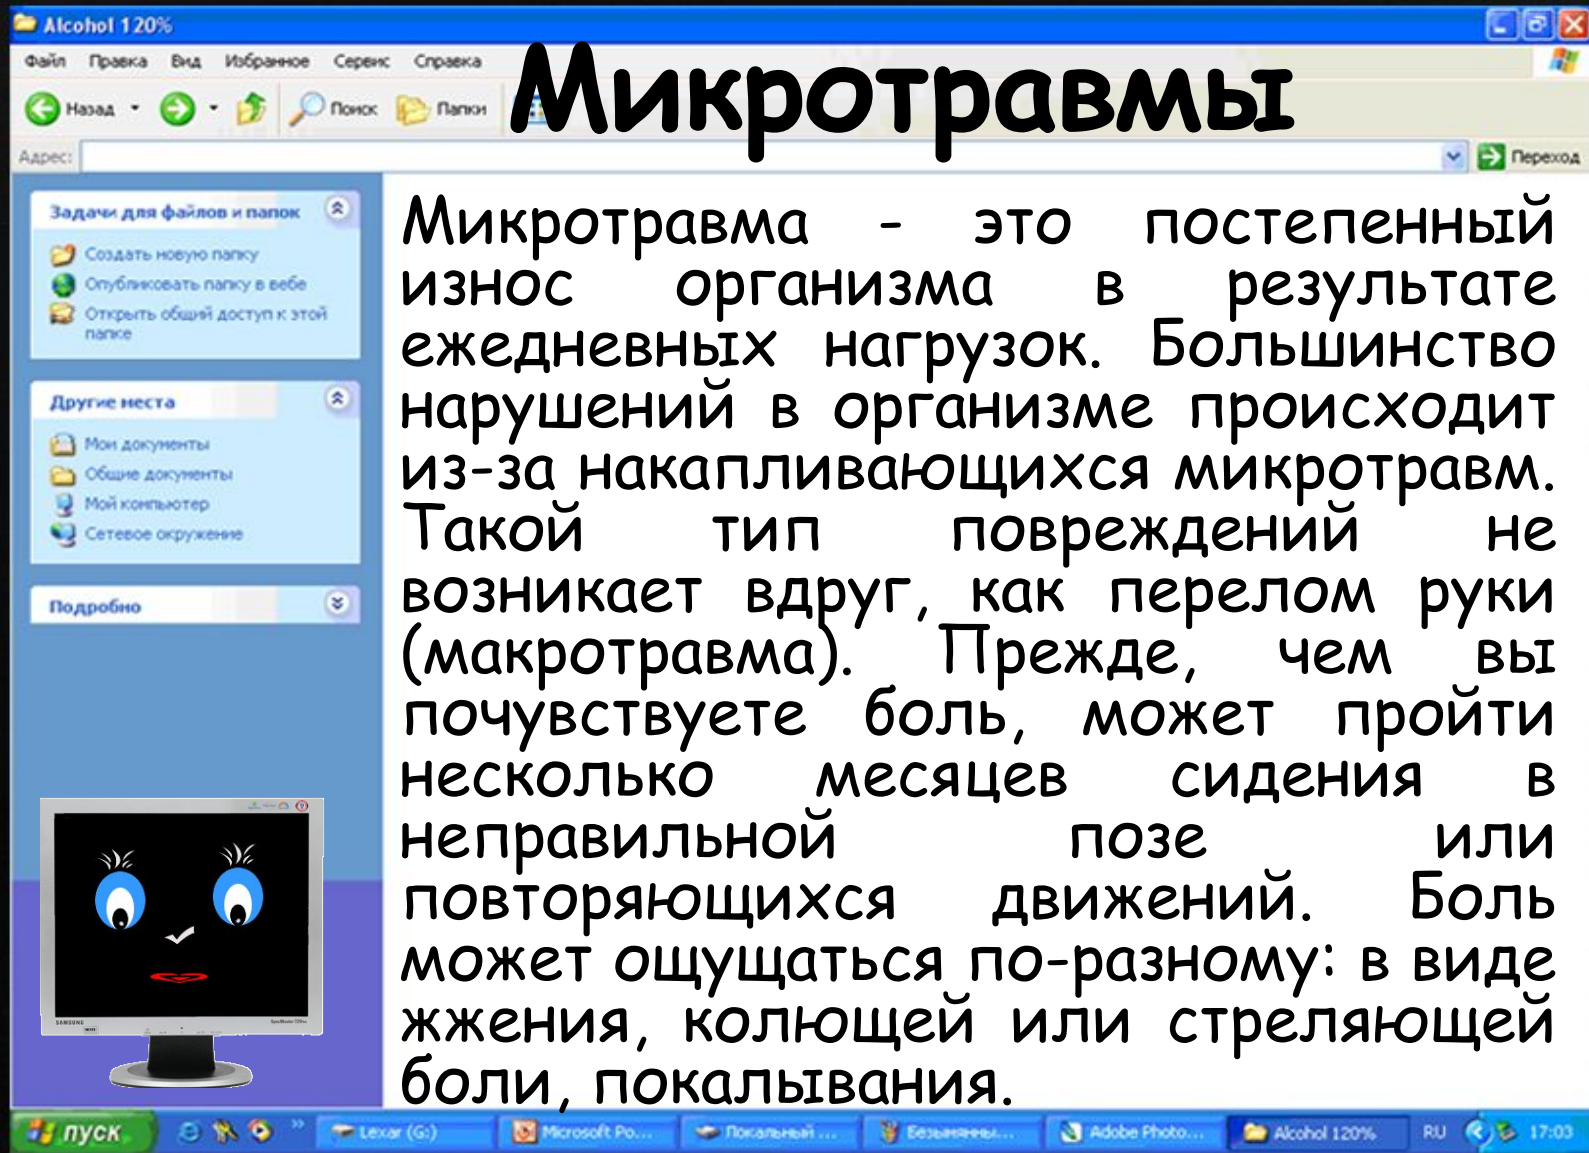 Alcohol 120%
Файл Правка Вид Избранное Сервис Справка
Микротравмы
Назад Поиск Папки
Адрес: Переход
Задачи для файлов и папок
Создать новую папку
Опубликовать папку в вебе
Открыть общий доступ к этой
папке
Другие места
Мои документы
Общие документы
Мой компьютер
Сетевое окружение
Подробно
Микротравма - это постепенный
износ организма в результате
ежедневных нагрузок. Большинство
нарушений в организме происходит
из-за накапливающихся микротравм.
Такой тип повреждений не
возникает вдруг, как перелом руки
(макротравма). Прежде, чем вы
почувствуете боль, может пройти
несколько месяцев сидения в
неправильной позе или
повторяющихся движений. Боль
может ощущаться по-разному: в виде
жжения, колющей или стреляющей
боли, покалывания.
SAMSUNG
пуск Lexar (G:) Microsoft Po... Локальный ... Безымянны... Adobe Photo... Alcohol 120% RU 17:03